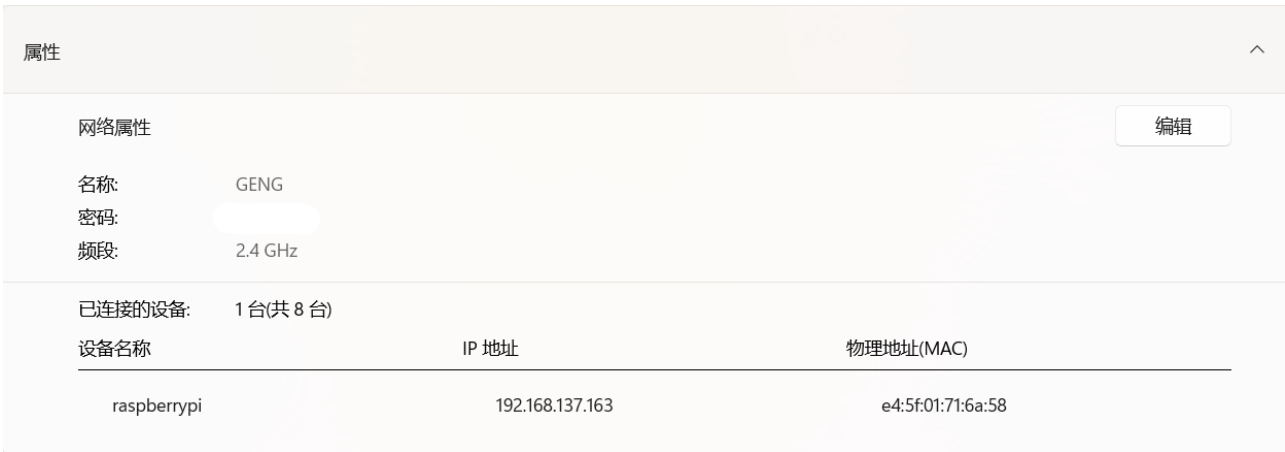 属性
网络属性 编辑
名称: GENG
密码:
频段: 2.4 GHz
已连接的设备: 1 台(共 8 台)
设备名称 IP 地址 物理地址(MAC)
raspberrypi 192.168.137.163 e4:5f:01:71:6a:58